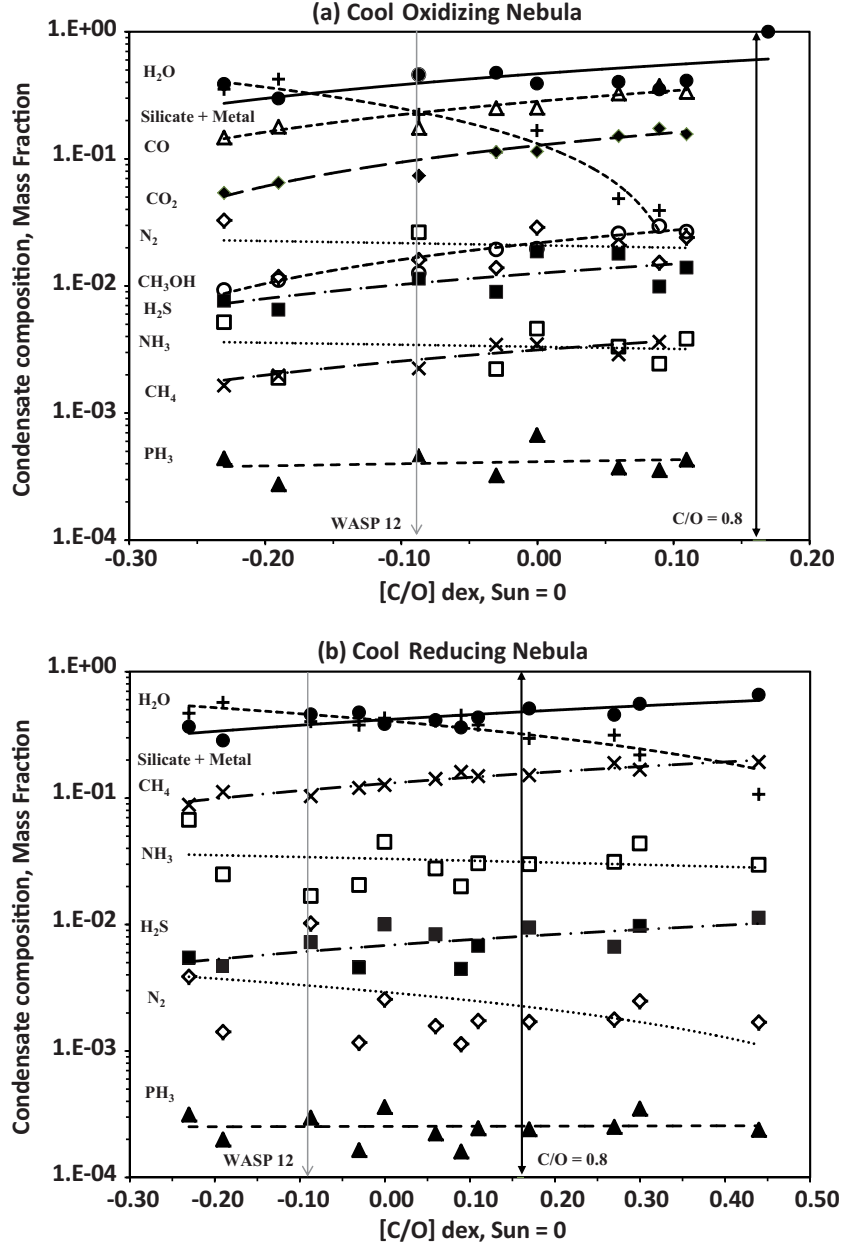 (a) Cool Oxidizing Nebula
Condensate composition, Mass Fraction
1.E+00
1.E-01
1.E-02
1.E-03
1.E-04
H₂O
Silicate + Metal
CO
CO₂
N₂
CH₃OH
H₂S
NH₃
CH₄
PH₃
WASP 12
C/O = 0.8
-0.30 -0.20 -0.10 0.00 0.10 0.20
[C/O] dex, Sun = 0
(b) Cool Reducing Nebula
Condensate composition, Mass Fraction
1.E+00
1.E-01
1.E-02
1.E-03
1.E-04
H₂O
Silicate + Metal
CH₄
NH₃
H₂S
N₂
PH₃
WASP 12
C/O = 0.8
-0.30 -0.20 -0.10 0.00 0.10 0.20 0.30 0.40 0.50
[C/O] dex, Sun = 0